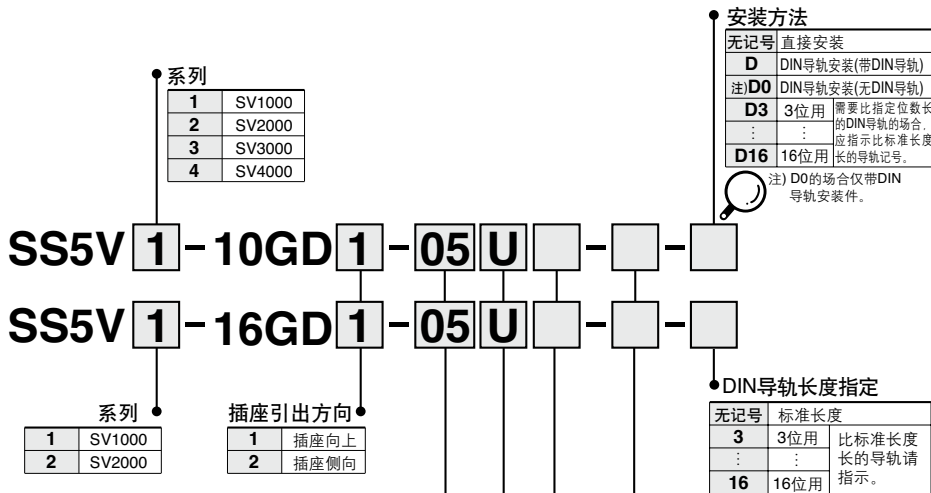 安装方法
无记号 直接安装
D DIN导轨安装(带DIN导轨)
注)D0 DIN导轨安装(无DIN导轨)
D3 3位用 需要比指定位数长
⋮ ⋮ 的DIN导轨的场合,
应指示比标准长度
D16 16位用 长的导轨记号。
注) D0的场合仅带DIN
导轨安装件。
系列
1 SV1000
2 SV2000
3 SV3000
4 SV4000
SS5V 1 - 10GD 1 - 05 U - -
SS5V 1 - 16GD 1 - 05 U - -
系列
1 SV1000
2 SV2000
插座引出方向
1 插座向上
2 插座侧向
DIN导轨长度指定
无记号 标准长度
3 3位用 比标准长度
⋮ ⋮ 长的导轨请
16 16位用 指示。